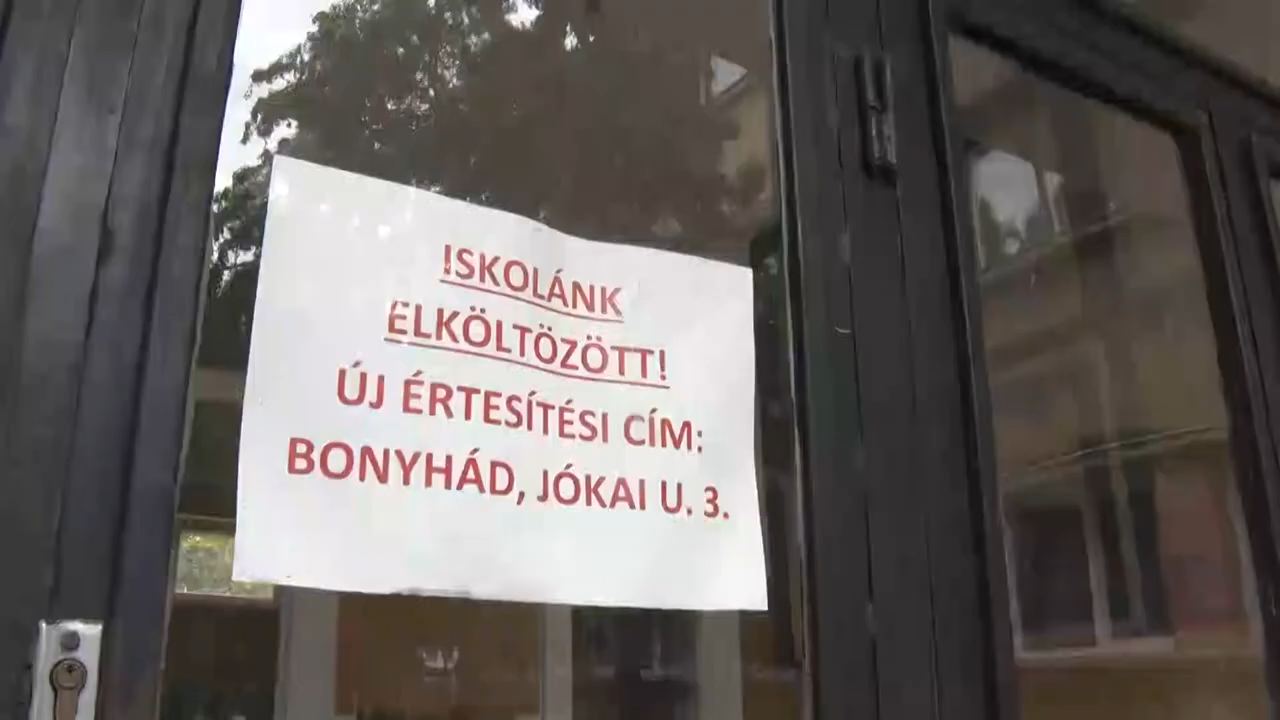 ISKOLÁNK
ELKÖLTÖZÖTT!
ÚJ ÉRTESÍTÉSI CÍM:
BONYHÁD, JÓKAI U. 3.